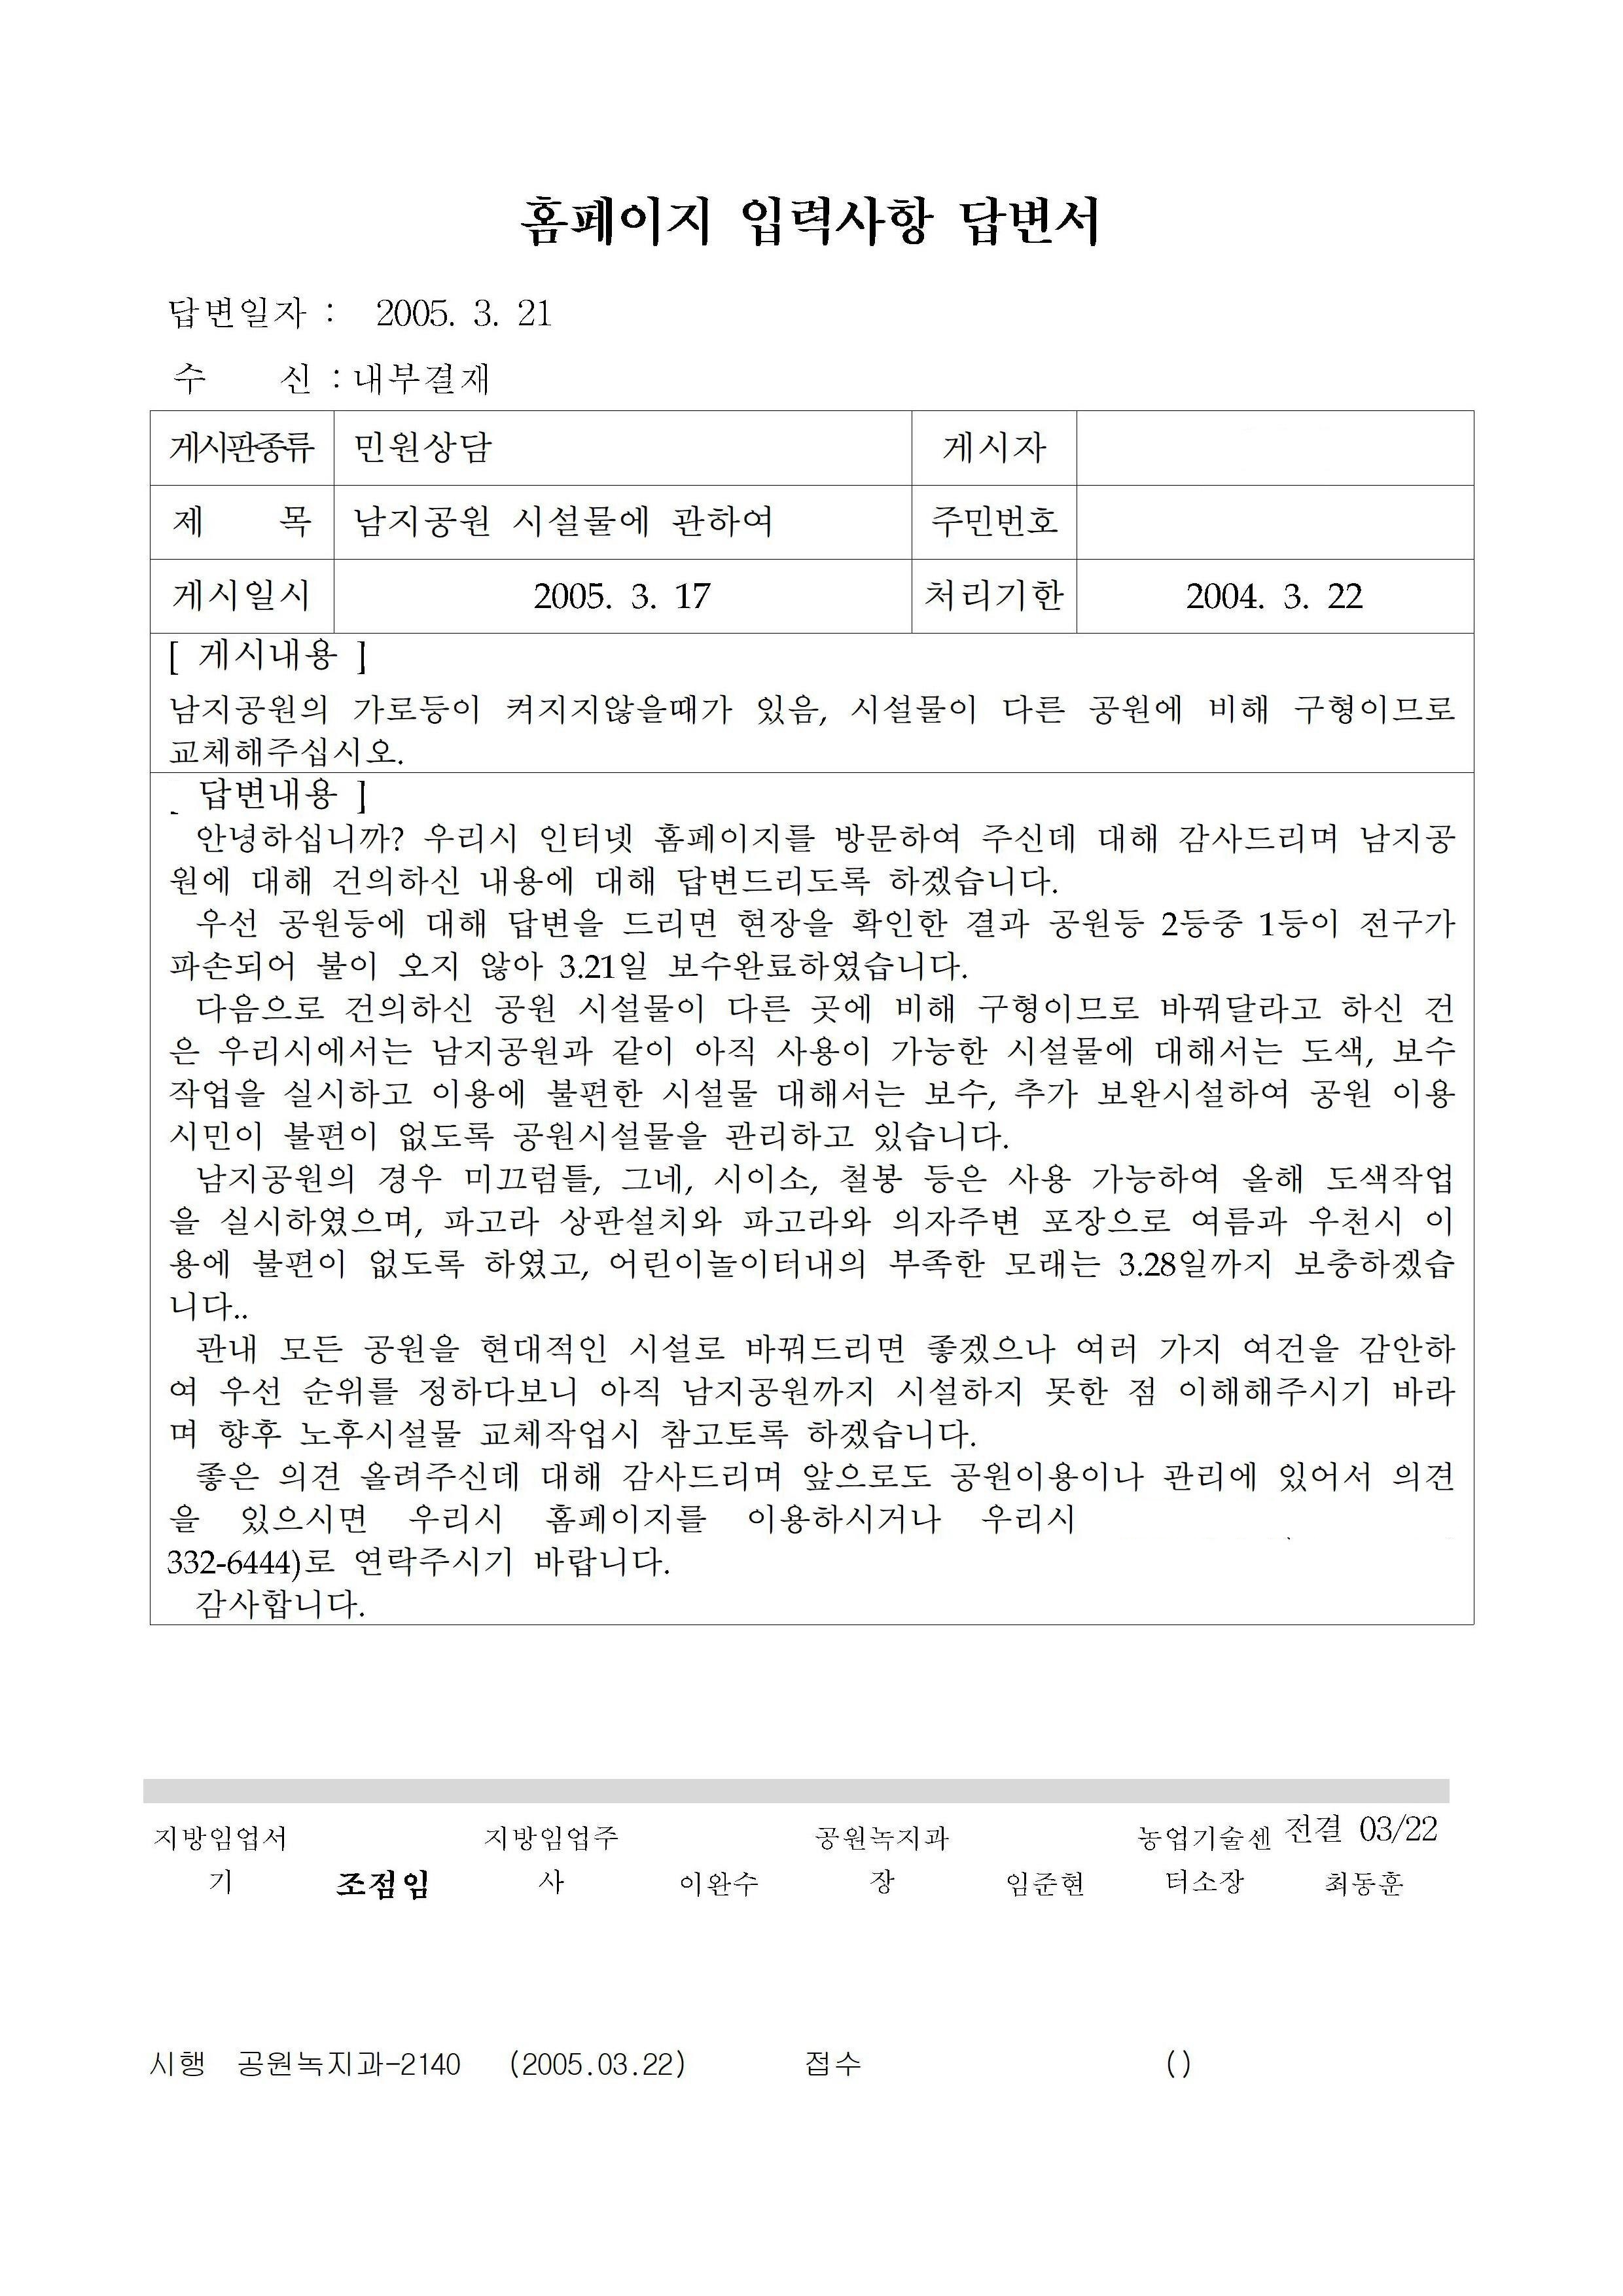 홈페이지 입력사항 답변서
답변일자 : 2005. 3. 21
수 신 : 내부결재
게시판종류 민원상담 게시자
제 목 남지공원 시설물에 관하여 주민번호
게시일시 2005. 3. 17 처리기한 2004. 3. 22
[ 게시내용 ]
남지공원의 가로등이 켜지지않을때가 있음, 시설물이 다른 공원에 비해 구형이므로
교체해주십시오.
답변내용 ]
안녕하십니까? 우리시 인터넷 홈페이지를 방문하여 주신데 대해 감사드리며 남지공
원에 대해 건의하신 내용에 대해 답변드리도록 하겠습니다.
우선 공원등에 대해 답변을 드리면 현장을 확인한 결과 공원등 2등중 1등이 전구가
파손되어 불이 오지 않아 3.21일 보수완료하였습니다.
다음으로 건의하신 공원 시설물이 다른 곳에 비해 구형이므로 바꿔달라고 하신 건
은 우리시에서는 남지공원과 같이 아직 사용이 가능한 시설물에 대해서는 도색, 보수
작업을 실시하고 이용에 불편한 시설물 대해서는 보수, 추가 보완시설하여 공원 이용
시민이 불편이 없도록 공원시설물을 관리하고 있습니다.
남지공원의 경우 미끄럼틀, 그네, 시이소, 철봉 등은 사용 가능하여 올해 도색작업
을 실시하였으며, 파고라 상판설치와 파고라와 의자주변 포장으로 여름과 우천시 이
용에 불편이 없도록 하였고, 어린이놀이터내의 부족한 모래는 3.28일까지 보충하겠습
니다..
관내 모든 공원을 현대적인 시설로 바꿔드리면 좋겠으나 여러 가지 여건을 감안하
여 우선 순위를 정하다보니 아직 남지공원까지 시설하지 못한 점 이해해주시기 바라
며 향후 노후시설물 교체작업시 참고토록 하겠습니다.
좋은 의견 올려주신데 대해 감사드리며 앞으로도 공원이용이나 관리에 있어서 의견
을 있으시면 우리시 홈페이지를 이용하시거나 우리시
332-6444)로 연락주시기 바랍니다.
감사합니다.
지방임업서 지방임업주 공원녹지과 농업기술센 전결 03/22
기 조점임 사 이완수 장 임준현 터소장 최동훈
시행 공원녹지과-2140 (2005.03.22) 접수 ()